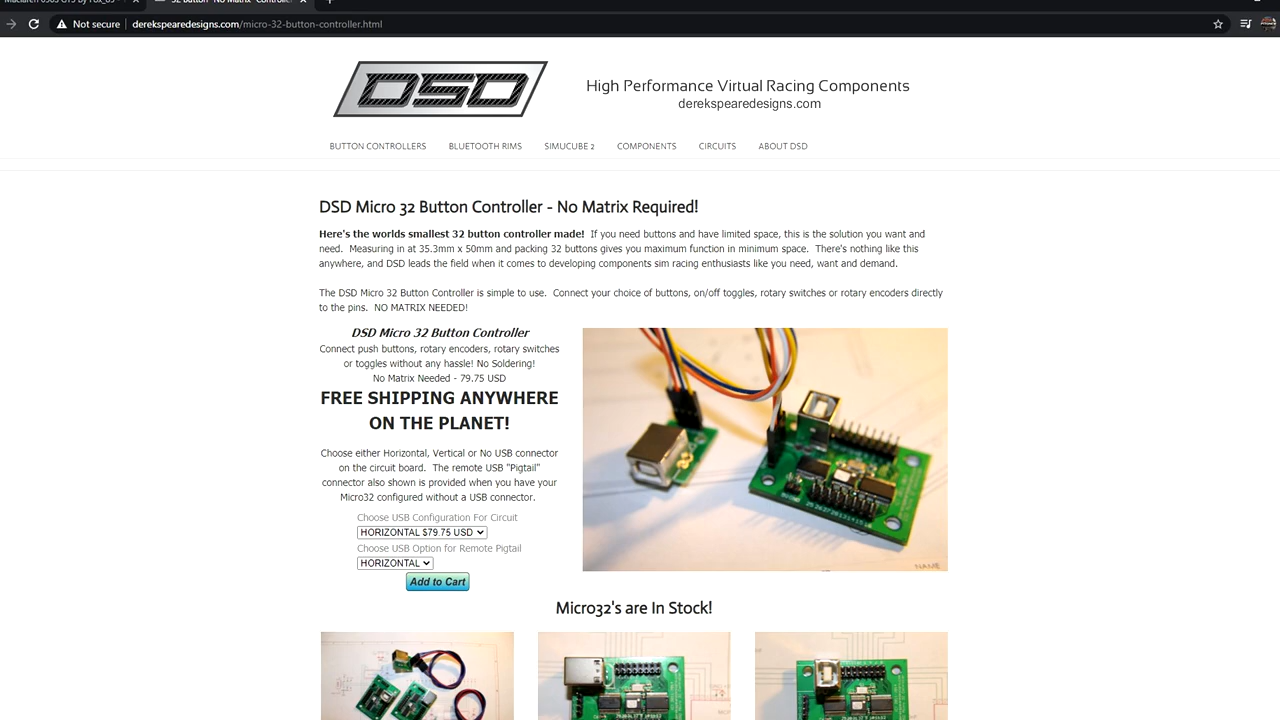 Maclaren 650S GT3 by Fox_89
32 Button "No Matrix" Controlle
Not secure | derekspearedesigns.com/micro-32-button-controller.html
DSD
High Performance Virtual Racing Components
derekspearedesigns.com
BUTTON CONTROLLERS BLUETOOTH RIMS SIMUCUBE 2 COMPONENTS CIRCUITS ABOUT DSD
DSD Micro 32 Button Controller - No Matrix Required!
Here's the worlds smallest 32 button controller made! If you need buttons and have limited space, this is the solution you want and
need. Measuring in at 35.3mm x 50mm and packing 32 buttons gives you maximum function in minimum space. There's nothing like this
anywhere, and DSD leads the field when it comes to developing components sim racing enthusiasts like you need, want and demand.
The DSD Micro 32 Button Controller is simple to use. Connect your choice of buttons, on/off toggles, rotary switches or rotary encoders directly
to the pins. NO MATRIX NEEDED!
DSD Micro 32 Button Controller
Connect push buttons, rotary encoders, rotary switches
or toggles without any hassle! No Soldering!
No Matrix Needed - 79.75 USD
FREE SHIPPING ANYWHERE
ON THE PLANET!
Choose either Horizontal, Vertical or No USB connector
on the circuit board. The remote USB "Pigtail"
connector also shown is provided when you have your
Micro32 configured without a USB connector.
Choose USB Configuration For Circuit
HORIZONTAL $79.75 USD
Choose USB Option for Remote Pigtail
HORIZONTAL
Add to Cart
Micro32's are In Stock!